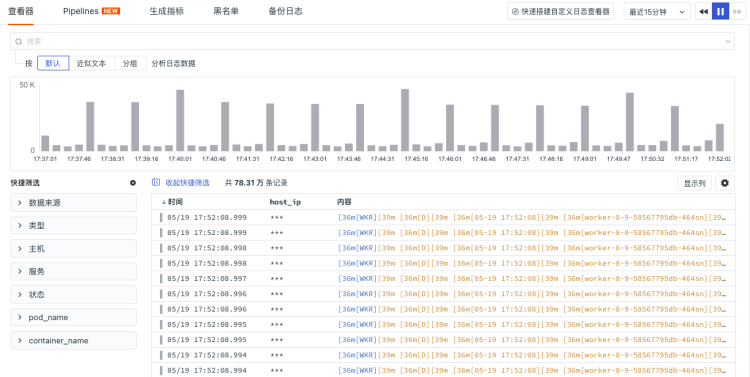 查看器 Pipelines NEW 生成指标 黑名单 备份日志 快速搭建自定义日志查看器 最近15分钟
搜索
按 默认 近似文本 分组 分析日志数据
50 K
0
17:37:01 17:37:46 17:38:31 17:39:16 17:40:01 17:40:46 17:41:31 17:42:16 17:43:01 17:43:46 17:44:31 17:45:16 17:46:01 17:46:46 17:47:31 17:48:16 17:49:01 17:49:47 17:50:32 17:51:17 17:52:02
快捷筛选 收起快捷筛选 共 78.31 万 条记录 显示列
数据来源
类型
主机
服务
状态
pod_name
container_name
↓时间 host_ip 内容
05/19 17:52:08.999 *** [36m[WKR][39m [36m[D][39m [36m[05-19 17:52:08][39m [36m[worker-8-9-58567795db-464sn][39…
05/19 17:52:08.999 *** [36m[WKR][39m [36m[D][39m [36m[05-19 17:52:08][39m [36m[worker-8-9-58567795db-464sn][39…
05/19 17:52:08.998 *** [36m[WKR][39m [36m[D][39m [36m[05-19 17:52:08][39m [36m[worker-8-9-58567795db-464sn][39…
05/19 17:52:08.998 *** [36m[WKR][39m [36m[D][39m [36m[05-19 17:52:08][39m [36m[worker-8-9-58567795db-464sn][39…
05/19 17:52:08.997 *** [36m[WKR][39m [36m[D][39m [36m[05-19 17:52:08][39m [36m[worker-8-9-58567795db-464sn][39…
05/19 17:52:08.996 *** [36m[WKR][39m [36m[D][39m [36m[05-19 17:52:08][39m [36m[worker-8-9-58567795db-464sn][39…
05/19 17:52:08.996 *** [36m[WKR][39m [36m[D][39m [36m[05-19 17:52:08][39m [36m[worker-8-9-58567795db-464sn][39…
05/19 17:52:08.995 *** [36m[WKR][39m [36m[D][39m [36m[05-19 17:52:08][39m [36m[worker-8-9-58567795db-464sn][39…
05/19 17:52:08.995 *** [36m[WKR][39m [36m[D][39m [36m[05-19 17:52:08][39m [36m[worker-8-9-58567795db-464sn][39…
05/19 17:52:08.994 *** [36m[WKR][39m [36m[D][39m [36m[05-19 17:52:08][39m [36m[worker-8-9-58567795db-464sn][39…
05/19 17:52:08.994 *** [36m[WKR][39m [36m[D][39m [36m[05-19 17:52:08][39m [36m[worker-8-9-58567795db-464sn][39…